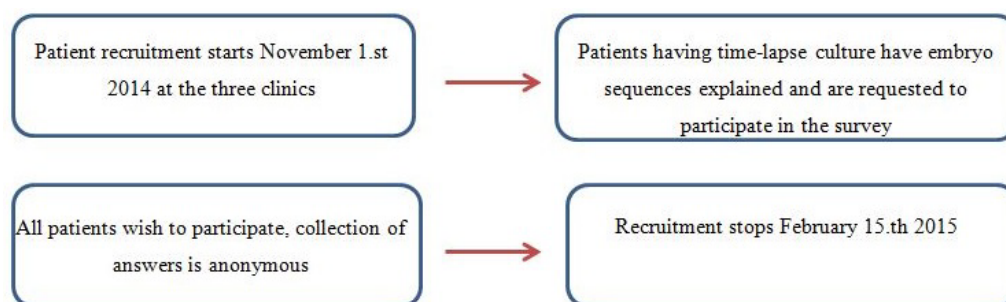 Patient recruitment starts November 1.st
2014 at the three clinics
Patients having time-lapse culture have embryo
sequences explained and are requested to
participate in the survey
All patients wish to participate, collection of
answers is anonymous
Recruitment stops February 15.th 2015